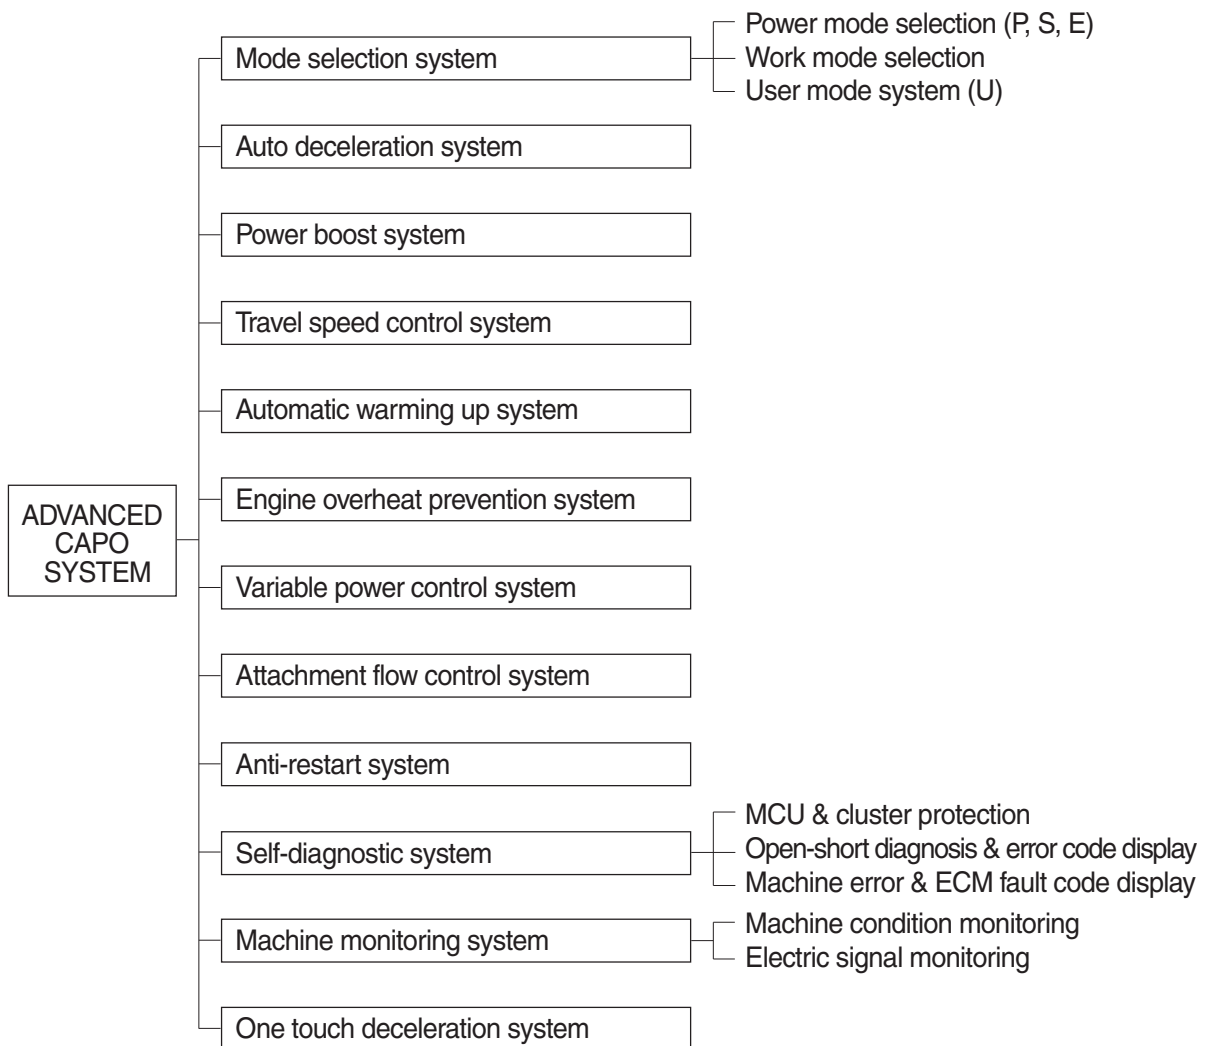 Power mode selection (P, S, E)
Mode selection system
Work mode selection
User mode system (U)
Auto deceleration system
Power boost system
Travel speed control system
Automatic warming up system
Engine overheat prevention system
ADVANCED
CAPO
SYSTEM
Variable power control system
Attachment flow control system
Anti-restart system
MCU & cluster protection
Self-diagnostic system
Open-short diagnosis & error code display
Machine error & ECM fault code display
Machine condition monitoring
Machine monitoring system
Electric signal monitoring
One touch deceleration system